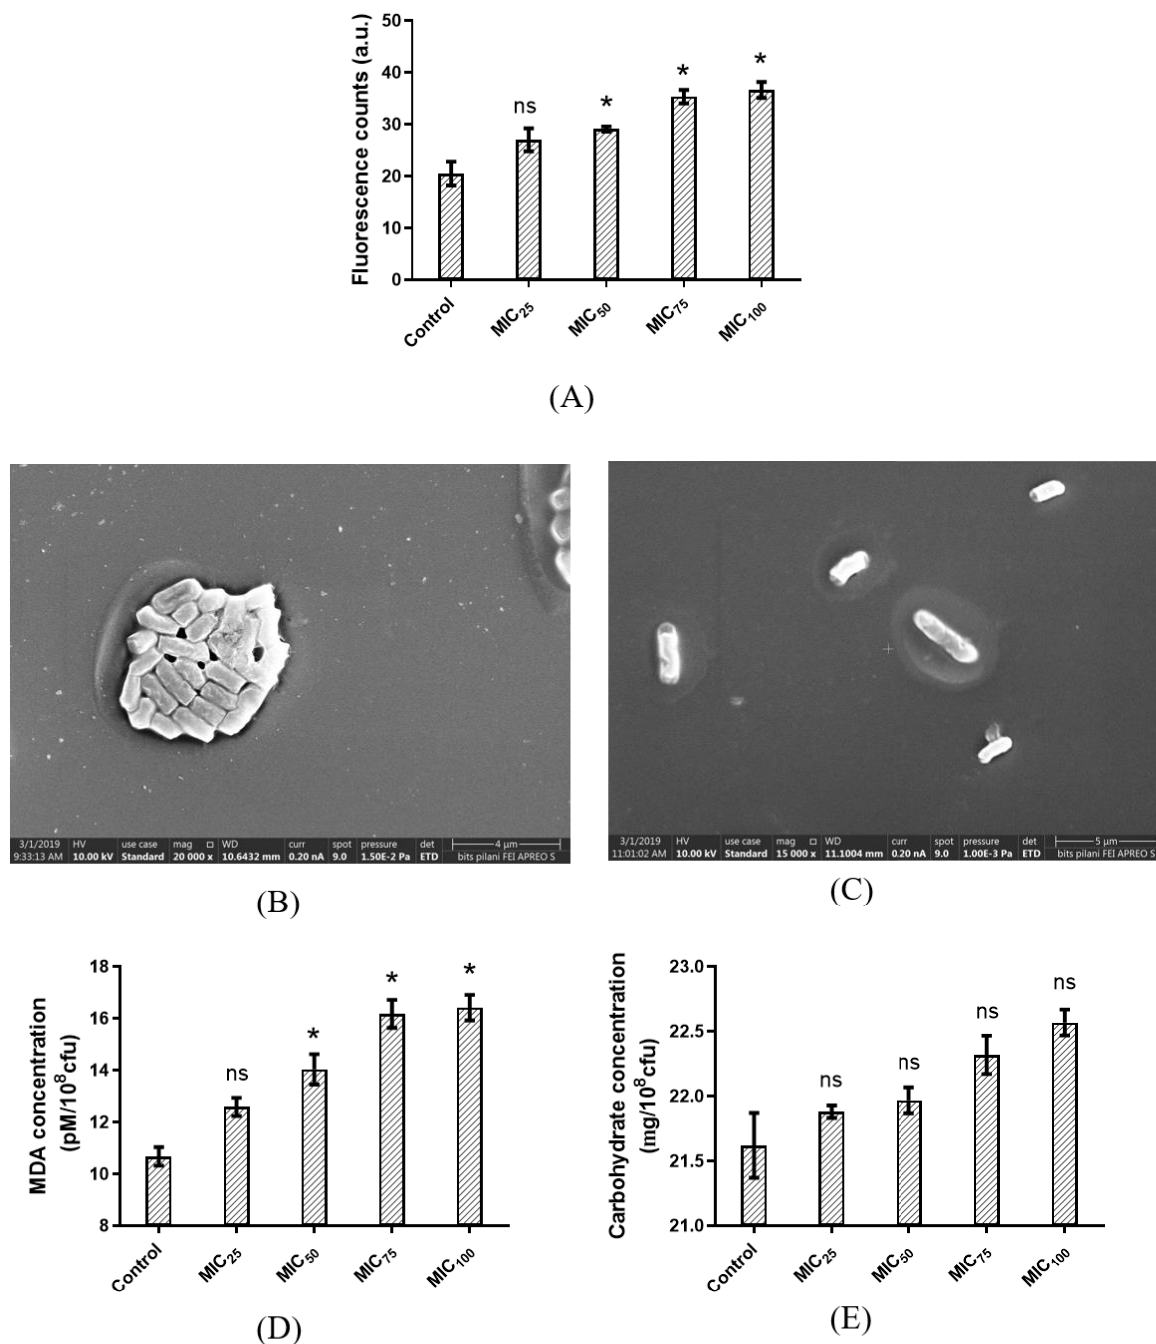 Fluorescence counts (a.u.)
50
40
30
20
10
0
ns
*
*
*
Control
MIC25
MIC50
MIC75
MIC100
(A)
3/1/2019 HV use case mag WD curr spot pressure det 4 µm
9:33:13 AM 10.00 kV Standard 20 000 x 10.6432 mm 0.20 nA 9.0 1.50E-2 Pa ETD bits pilani FEI APREO S
(B)
3/1/2019 HV use case mag WD curr spot pressure det 5 µm
11:01:02 AM 10.00 kV Standard 15 000 x 11.1004 mm 0.20 nA 9.0 1.00E-3 Pa ETD bits pilani FEI APREO S
(C)
MDA concentration
(pM/10⁸cfu)
18
16
14
12
10
8
ns
*
*
*
Control
MIC25
MIC50
MIC75
MIC100
(D)
Carbohydrate concentration
(mg/10⁸cfu)
23.0
22.5
22.0
21.5
21.0
ns
ns
ns
ns
Control
MIC25
MIC50
MIC75
MIC100
(E)